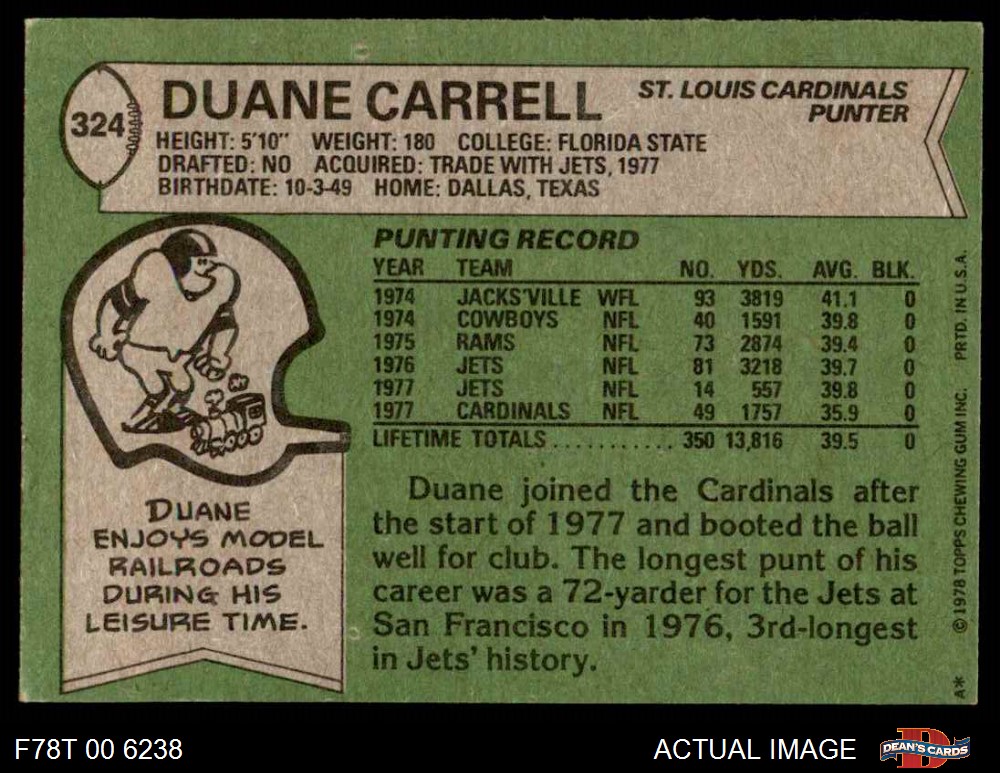 324
DUANE CARRELL
ST. LOUIS CARDINALS
PUNTER
HEIGHT: 5'10" WEIGHT: 180 COLLEGE: FLORIDA STATE
DRAFTED: NO ACQUIRED: TRADE WITH JETS, 1977
BIRTHDATE: 10-3-49 HOME: DALLAS, TEXAS
PUNTING RECORD
YEAR TEAM NO. YDS. AVG. BLK.
1974 JACKS'VILLE WFL 93 3819 41.1 0
1974 COWBOYS NFL 40 1591 39.8 0
1975 RAMS NFL 73 2874 39.4 0
1976 JETS NFL 81 3218 39.7 0
1977 JETS NFL 14 557 39.8 0
1977 CARDINALS NFL 49 1757 35.9 0
LIFETIME TOTALS ........... 350 13,816 39.5 0
DUANE
ENJOYS MODEL
RAILROADS
DURING HIS
LEISURE TIME.
Duane joined the Cardinals after
the start of 1977 and booted the ball
well for club. The longest punt of his
career was a 72-yarder for the Jets at
San Francisco in 1976, 3rd-longest
in Jets' history.
A* © 1978 TOPPS CHEWING GUM INC. PRTD. IN U.S.A.
F78T 00 6238
ACTUAL IMAGE
D
DEAN'S CARDS